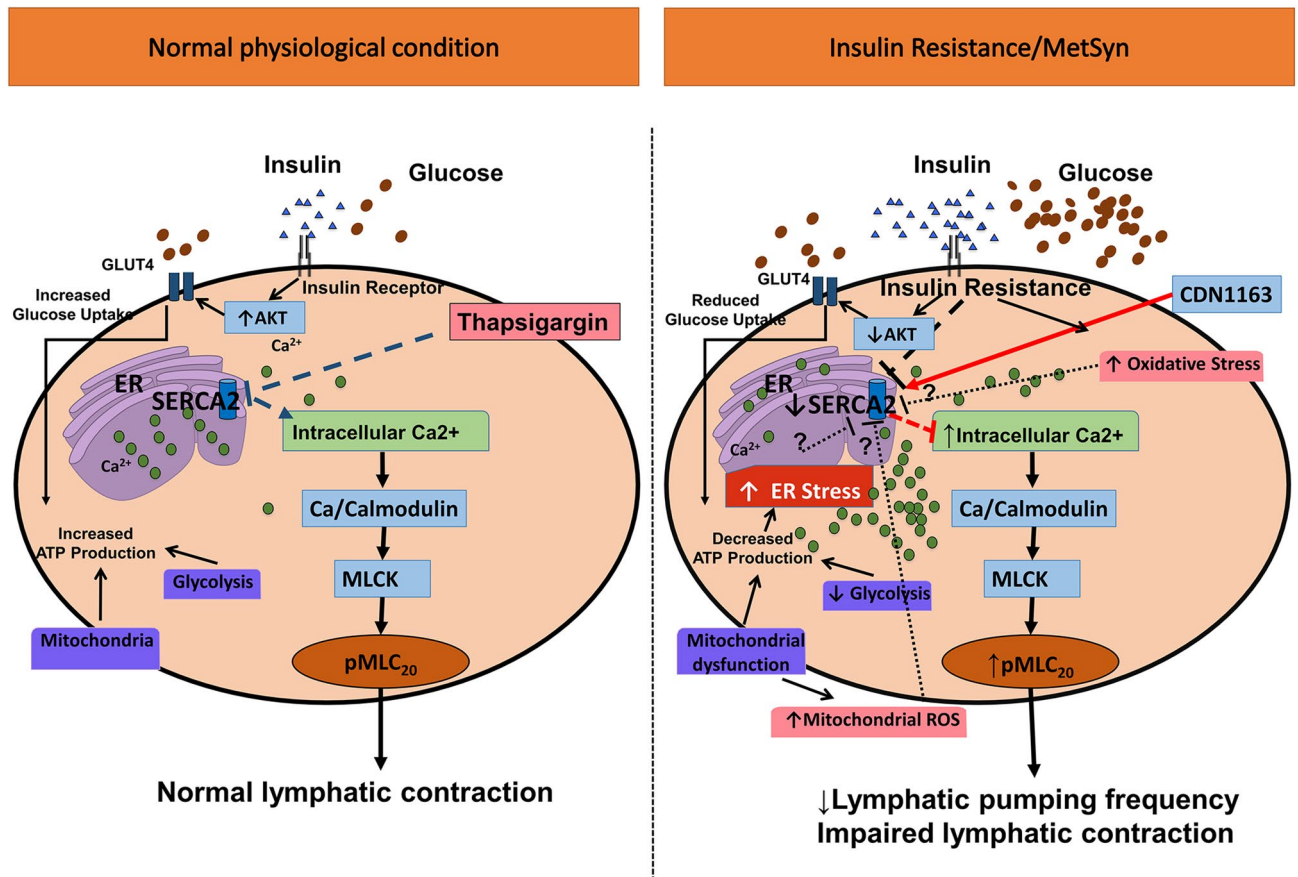 Normal physiological condition
Insulin
Glucose
GLUT4
Insulin Receptor
Increased
Glucose Uptake
↑AKT
Thapsigargin
Ca²⁺
ER
SERCA2
Intracellular Ca2+
Ca²⁺
Ca/Calmodulin
Increased
ATP Production
Glycolysis
MLCK
Mitochondria
pMLC₂₀
Normal lymphatic contraction
Insulin Resistance/MetSyn
Insulin
Glucose
GLUT4
Insulin Resistance
CDN1163
Reduced
Glucose Uptake
↓AKT
↑ Oxidative Stress
ER
?
↓SERCA2
↑Intracellular Ca2+
Ca²⁺
?
?
↑ ER Stress
Ca/Calmodulin
Decreased
ATP Production
↓ Glycolysis
MLCK
Mitochondrial
dysfunction
↑pMLC₂₀
↑Mitochondrial ROS
↓Lymphatic pumping frequency
Impaired lymphatic contraction